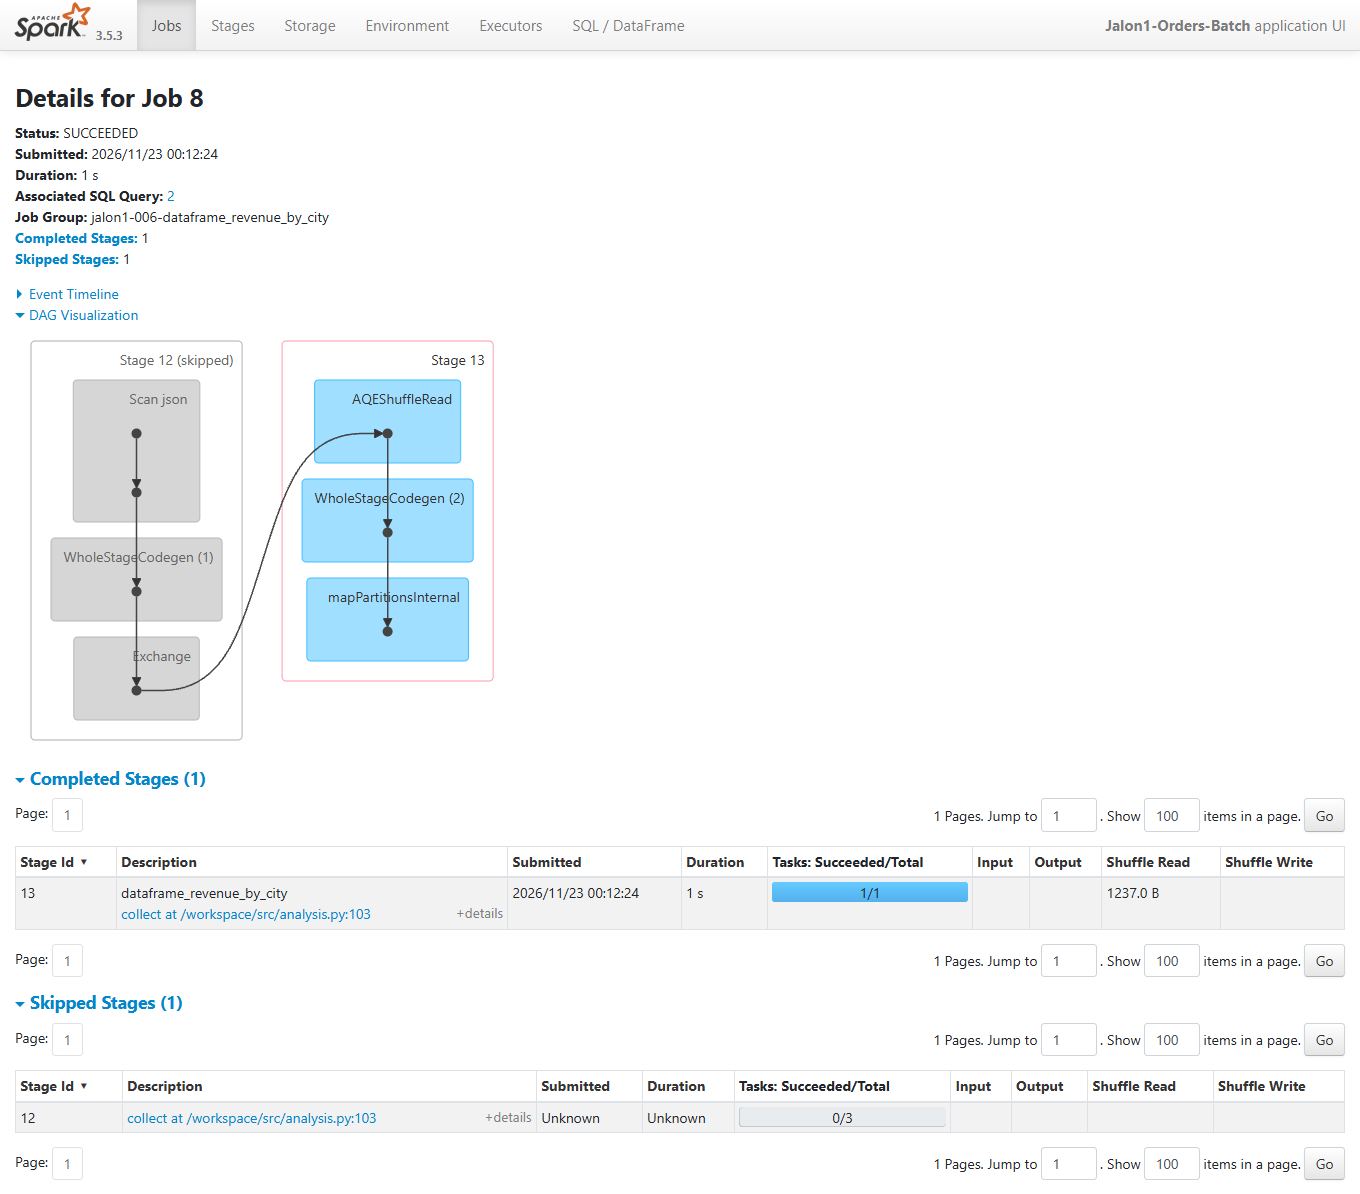 APACHE Spark 3.5.3 Jobs Stages Storage Environment Executors SQL / DataFrame Jalon1-Orders-Batch application UI
Details for Job 8
Status: SUCCEEDED
Submitted: 2026/11/23 00:12:24
Duration: 1 s
Associated SQL Query: 2
Job Group: jalon1-006-dataframe_revenue_by_city
Completed Stages: 1
Skipped Stages: 1
Event Timeline
DAG Visualization
Stage 12 (skipped)
Scan json
WholeStageCodegen (1)
Exchange
Stage 13
AQEShuffleRead
WholeStageCodegen (2)
mapPartitionsInternal
Completed Stages (1)
Page: 1 1 Pages. Jump to 1 . Show 100 items in a page. Go
Stage Id ▾ Description Submitted Duration Tasks: Succeeded/Total Input Output Shuffle Read Shuffle Write
13 dataframe_revenue_by_city 2026/11/23 00:12:24 1 s 1/1 1237.0 B
collect at /workspace/src/analysis.py:103 +details
Page: 1 1 Pages. Jump to 1 . Show 100 items in a page. Go
Skipped Stages (1)
Page: 1 1 Pages. Jump to 1 . Show 100 items in a page. Go
Stage Id ▾ Description Submitted Duration Tasks: Succeeded/Total Input Output Shuffle Read Shuffle Write
12 collect at /workspace/src/analysis.py:103 +details Unknown Unknown 0/3
Page: 1 1 Pages. Jump to 1 . Show 100 items in a page. Go